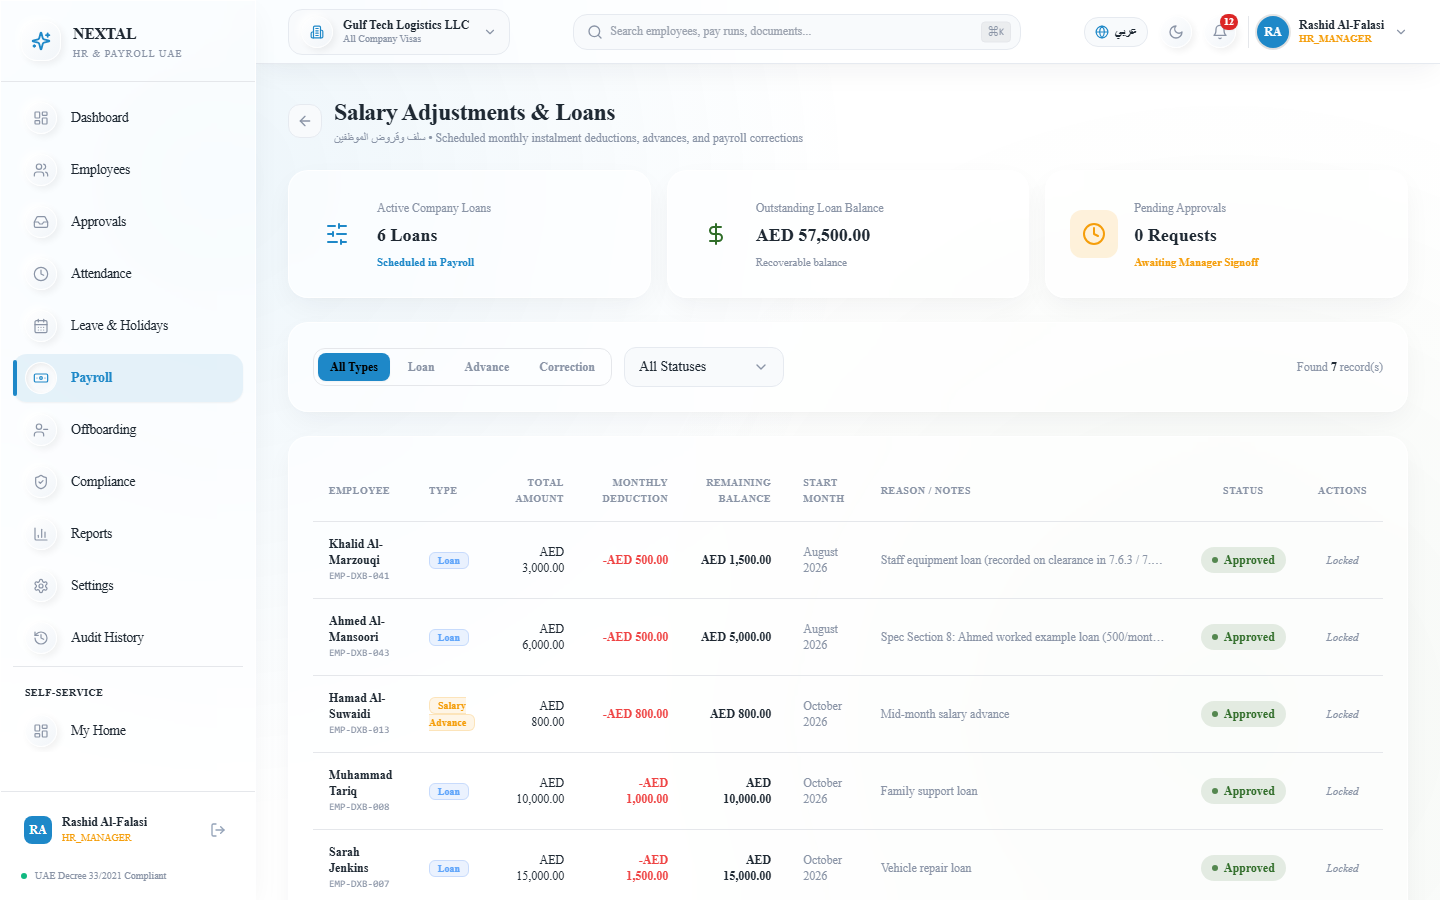 NEXTAL
HR & PAYROLL UAE
Gulf Tech Logistics LLC
All Company Visas
Search employees, pay runs, documents...
⌘K
عربي
12
RA
Rashid Al-Falasi
HR_MANAGER
Dashboard
Employees
Approvals
Attendance
Leave & Holidays
Payroll
Offboarding
Compliance
Reports
Settings
Audit History
SELF-SERVICE
My Home
RA
Rashid Al-Falasi
HR_MANAGER
UAE Decree 33/2021 Compliant
Salary Adjustments & Loans
سلف وقروض الموظفين • Scheduled monthly instalment deductions, advances, and payroll corrections
Active Company Loans
6 Loans
Scheduled in Payroll
Outstanding Loan Balance
AED 57,500.00
Recoverable balance
Pending Approvals
0 Requests
Awaiting Manager Signoff
All Types
Loan
Advance
Correction
All Statuses
Found 7 record(s)
EMPLOYEE
TYPE
TOTAL
AMOUNT
MONTHLY
DEDUCTION
REMAINING
BALANCE
START
MONTH
REASON / NOTES
STATUS
ACTIONS
Khalid Al-
Marzouqi
EMP-DXB-041
Loan
AED
3,000.00
-AED 500.00
AED 1,500.00
August
2026
Staff equipment loan (recorded on clearance in 7.6.3 / 7....
Approved
Locked
Ahmed Al-
Mansoori
EMP-DXB-043
Loan
AED
6,000.00
-AED 500.00
AED 5,000.00
August
2026
Spec Section 8: Ahmed worked example loan (500/mont...
Approved
Locked
Hamad Al-
Suwaidi
EMP-DXB-013
Salary
Advance
AED
800.00
-AED 800.00
AED 800.00
October
2026
Mid-month salary advance
Approved
Locked
Muhammad
Tariq
EMP-DXB-008
Loan
AED
10,000.00
-AED
1,000.00
AED
10,000.00
October
2026
Family support loan
Approved
Locked
Sarah
Jenkins
EMP-DXB-007
Loan
AED
15,000.00
-AED
1,500.00
AED
15,000.00
October
2026
Vehicle repair loan
Approved
Locked